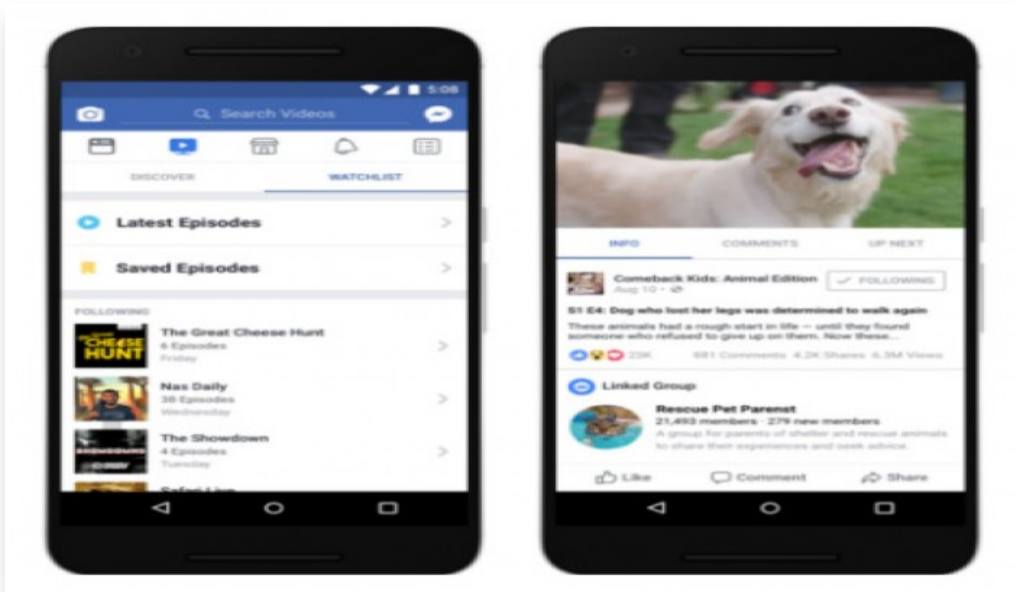 5:08
Search Videos
DISCOVER WATCHLIST
Latest Episodes
Saved Episodes
FOLLOWING
CHEESE
HUNT
The Great Cheese Hunt
6 Episodes
Friday
Nas Daily
38 Episodes
Wednesday
SHOWDOWN
The Showdown
4 Episodes
Tuesday
Safari Live
INFO COMMENTS UP NEXT
Comeback Kids: Animal Edition
FOLLOWING
Aug 10
S1 E4: Dog who lost her legs was determined to walk again
These animals had a rough start in life — until they found
someone who refused to give up on them. Now these...
23K 881 Comments 4.2K Shares 6.3M Views
Linked Group
Rescue Pet Parenst
21,493 members · 279 new members
A group for parents of shelter and rescue animals
to share their experiences and seek advice.
Like Comment Share